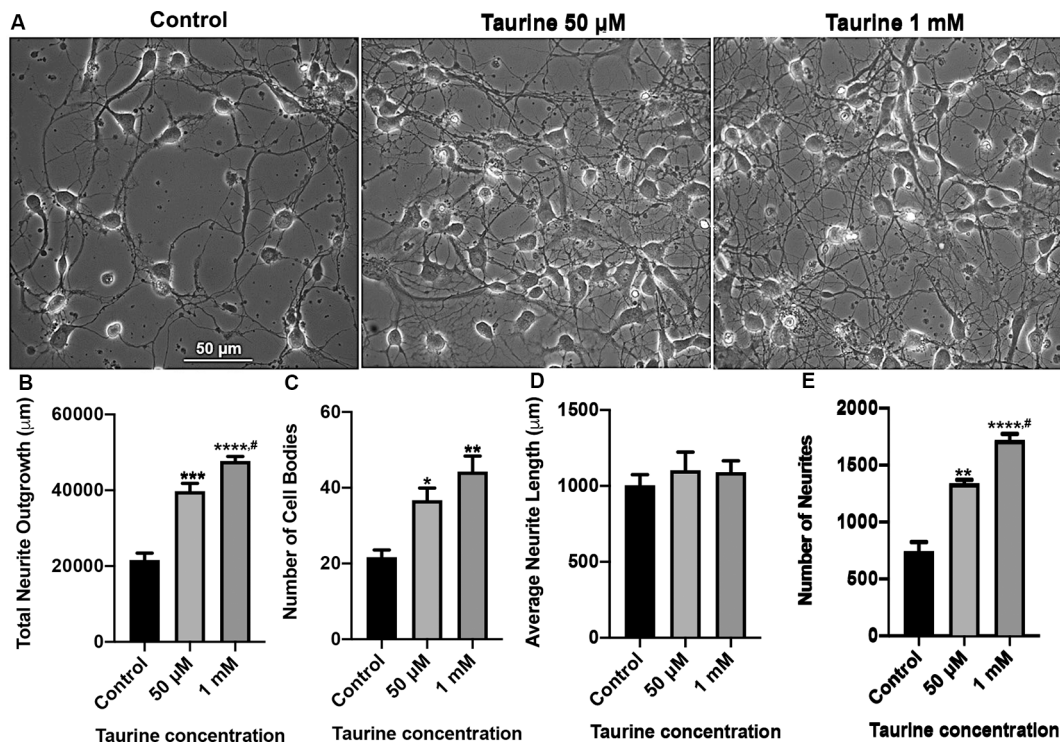 A
Control
Taurine 50 µM
Taurine 1 mM
50 µm
B
C
D
E
Total Neurite Outgrowth (µm)
60000
40000
20000
0
***
****,#
Control
50 µM
1 mM
Taurine concentration
Number of Cell Bodies
60
40
20
0
*
**
Control
50 µM
1 mM
Taurine concentration
Average Neurite Length (µm)
1500
1000
500
0
Control
50 µM
1 mM
Taurine concentration
Number of Neurites
2000
1500
1000
500
0
**
****,#
Control
50 µM
1 mM
Taurine concentration